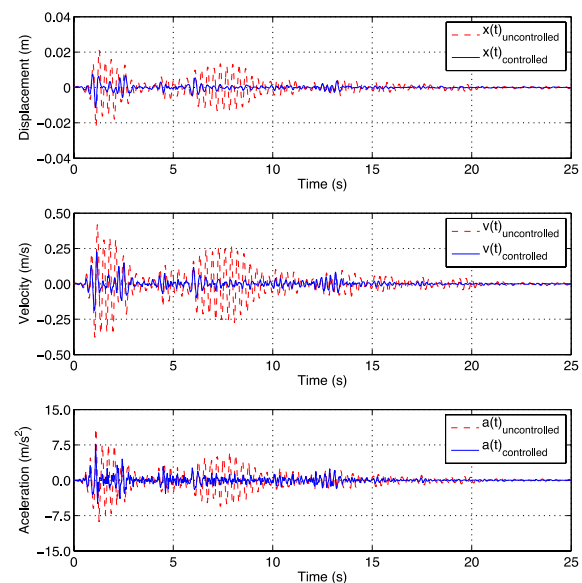 0.04
0.02
0
−0.02
−0.04
Displacement (m)
x(t)uncontrolled
x(t)controlled
0 5 10 15 20 25
Time (s)
0.50
0.25
0.00
−0.25
−0.50
Velocity (m/s)
v(t)uncontrolled
v(t)controlled
0 5 10 15 20 25
Time (s)
15.0
7.5
0.0
−7.5
−15.0
Aceleration (m/s²)
a(t)uncontrolled
a(t)controlled
0 5 10 15 20 25
Time (s)